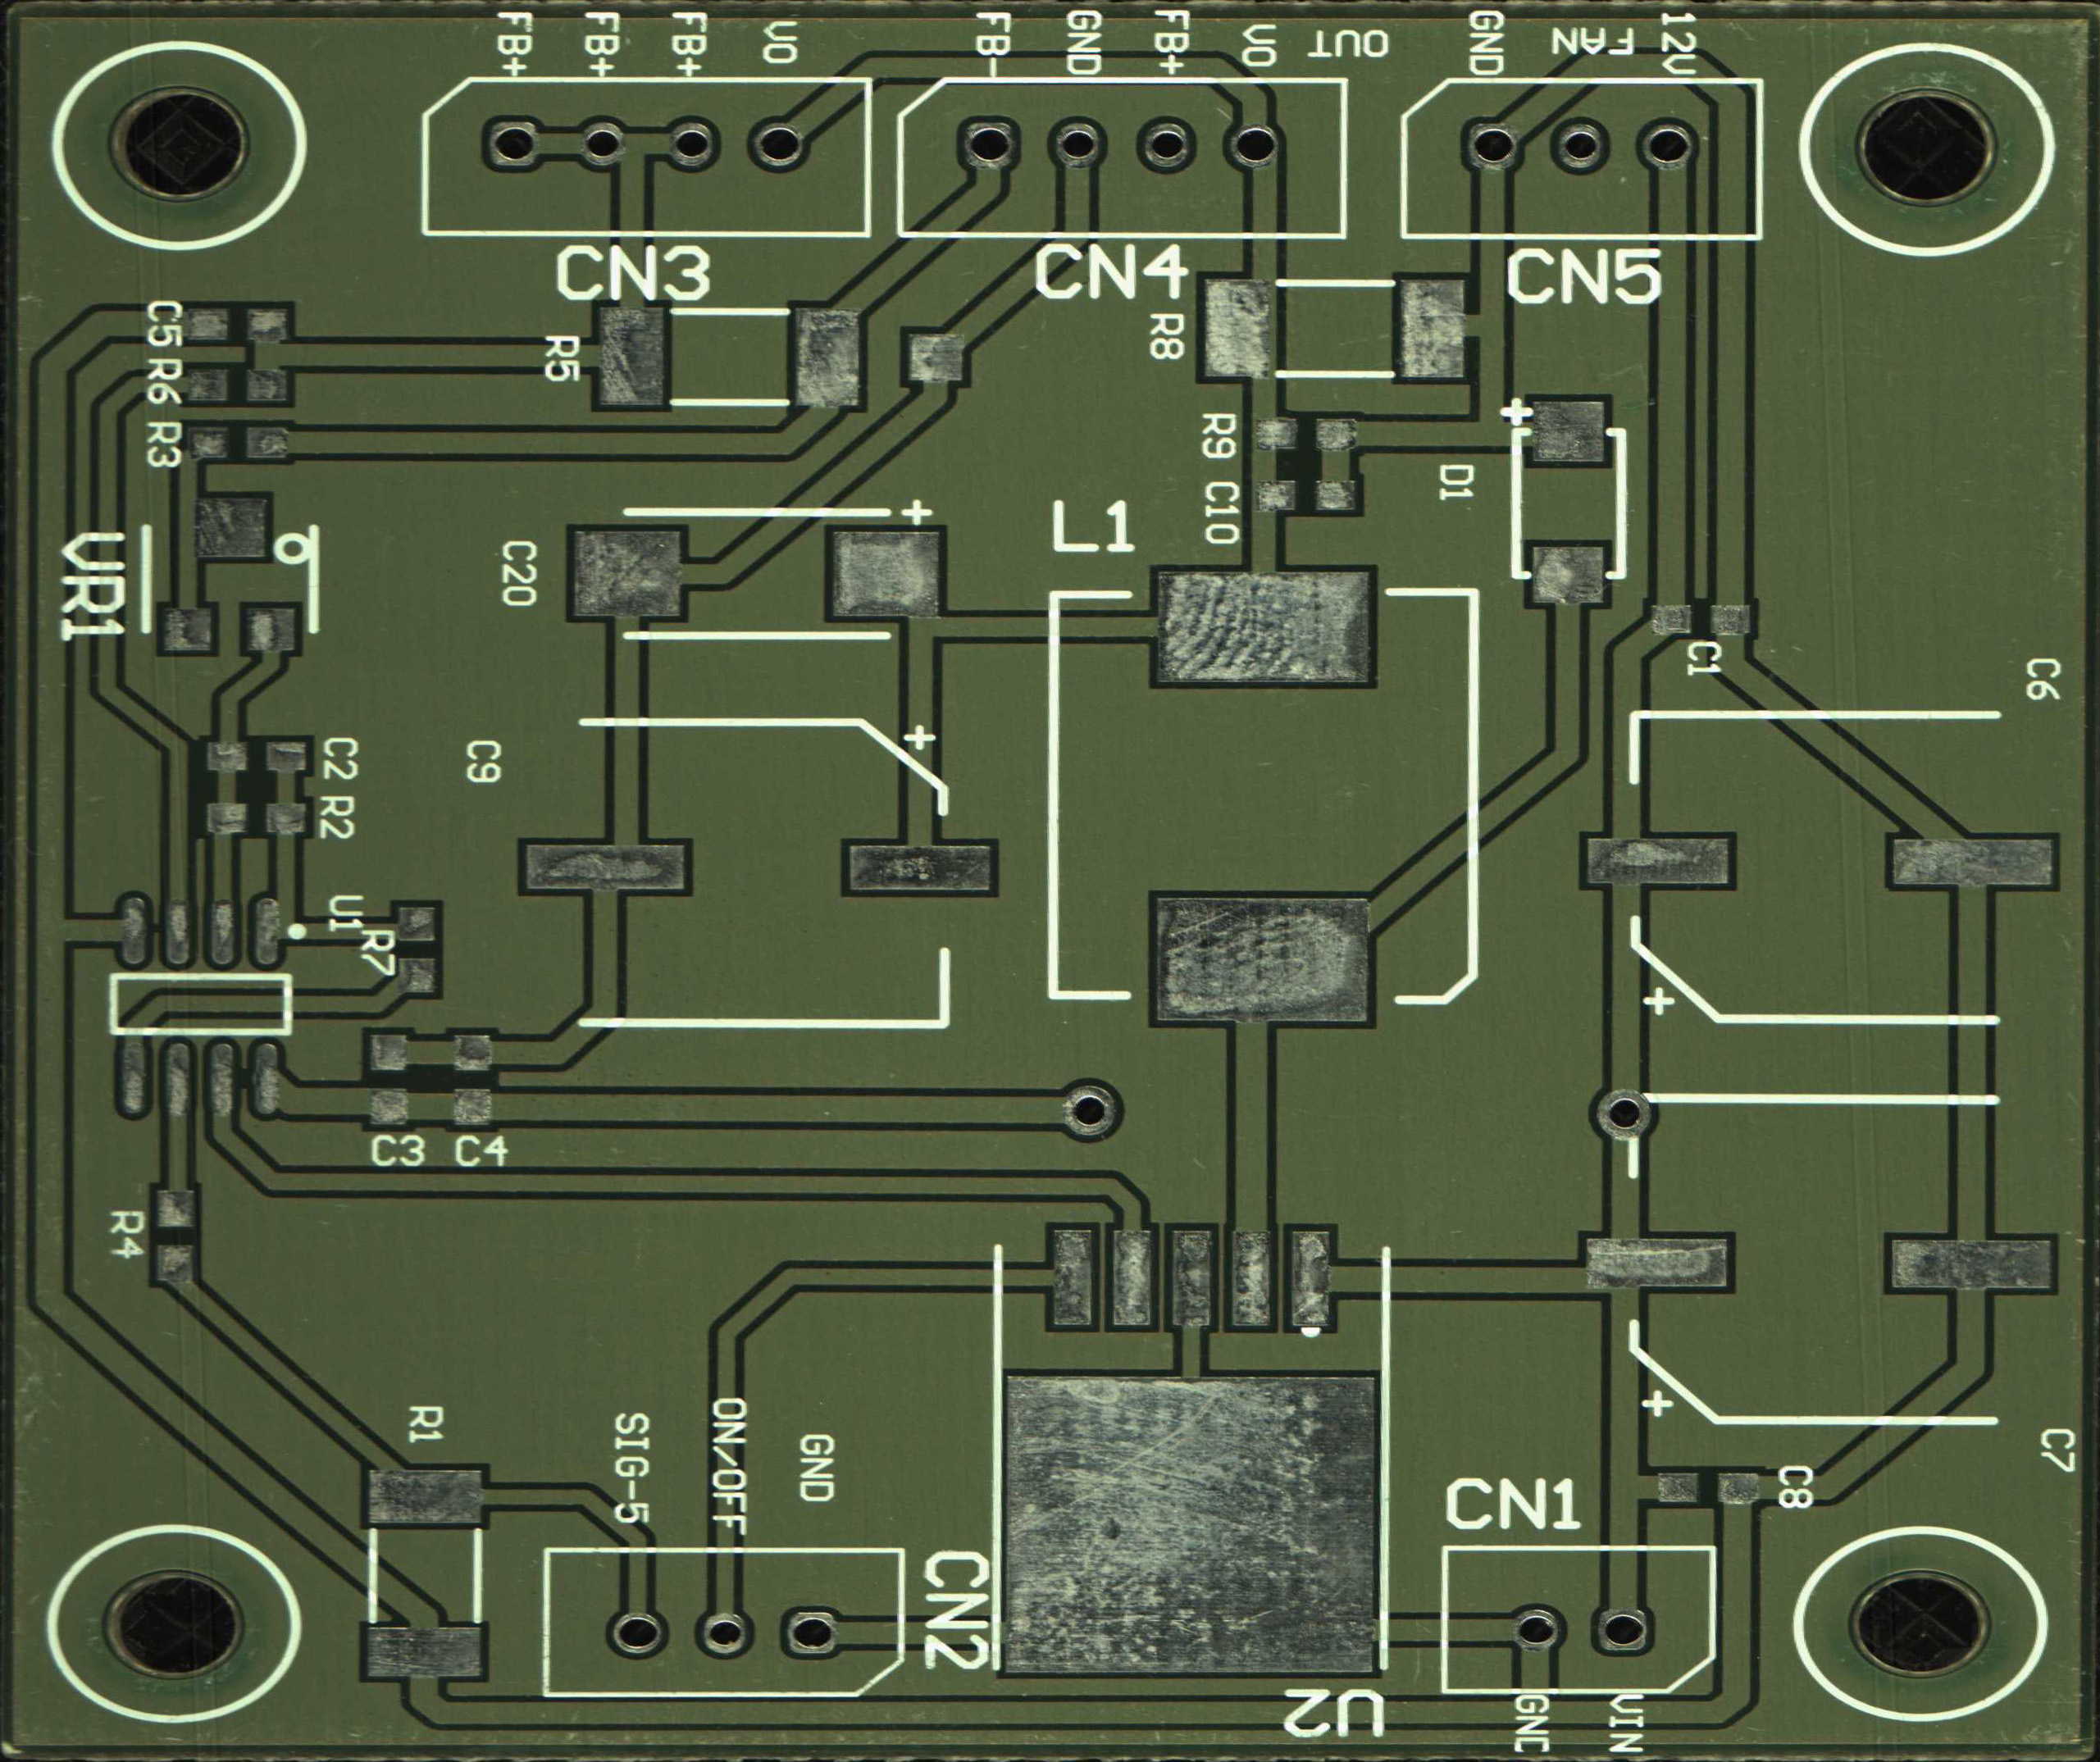 FB+
FB+
FB+
VO
FB-
GND
FB+
VO
OUT
GND
FAN
12V
CN3
CN4
CN5
C5
R6
R3
R5
R8
R9
C10
D1
VR1
C20
L1
C1
C6
C9
C2
R2
U1
R7
C3
C4
R4
R1
SIG-5
ON/OFF
GND
CN2
CN1
C8
C7
U2
GND
VIN